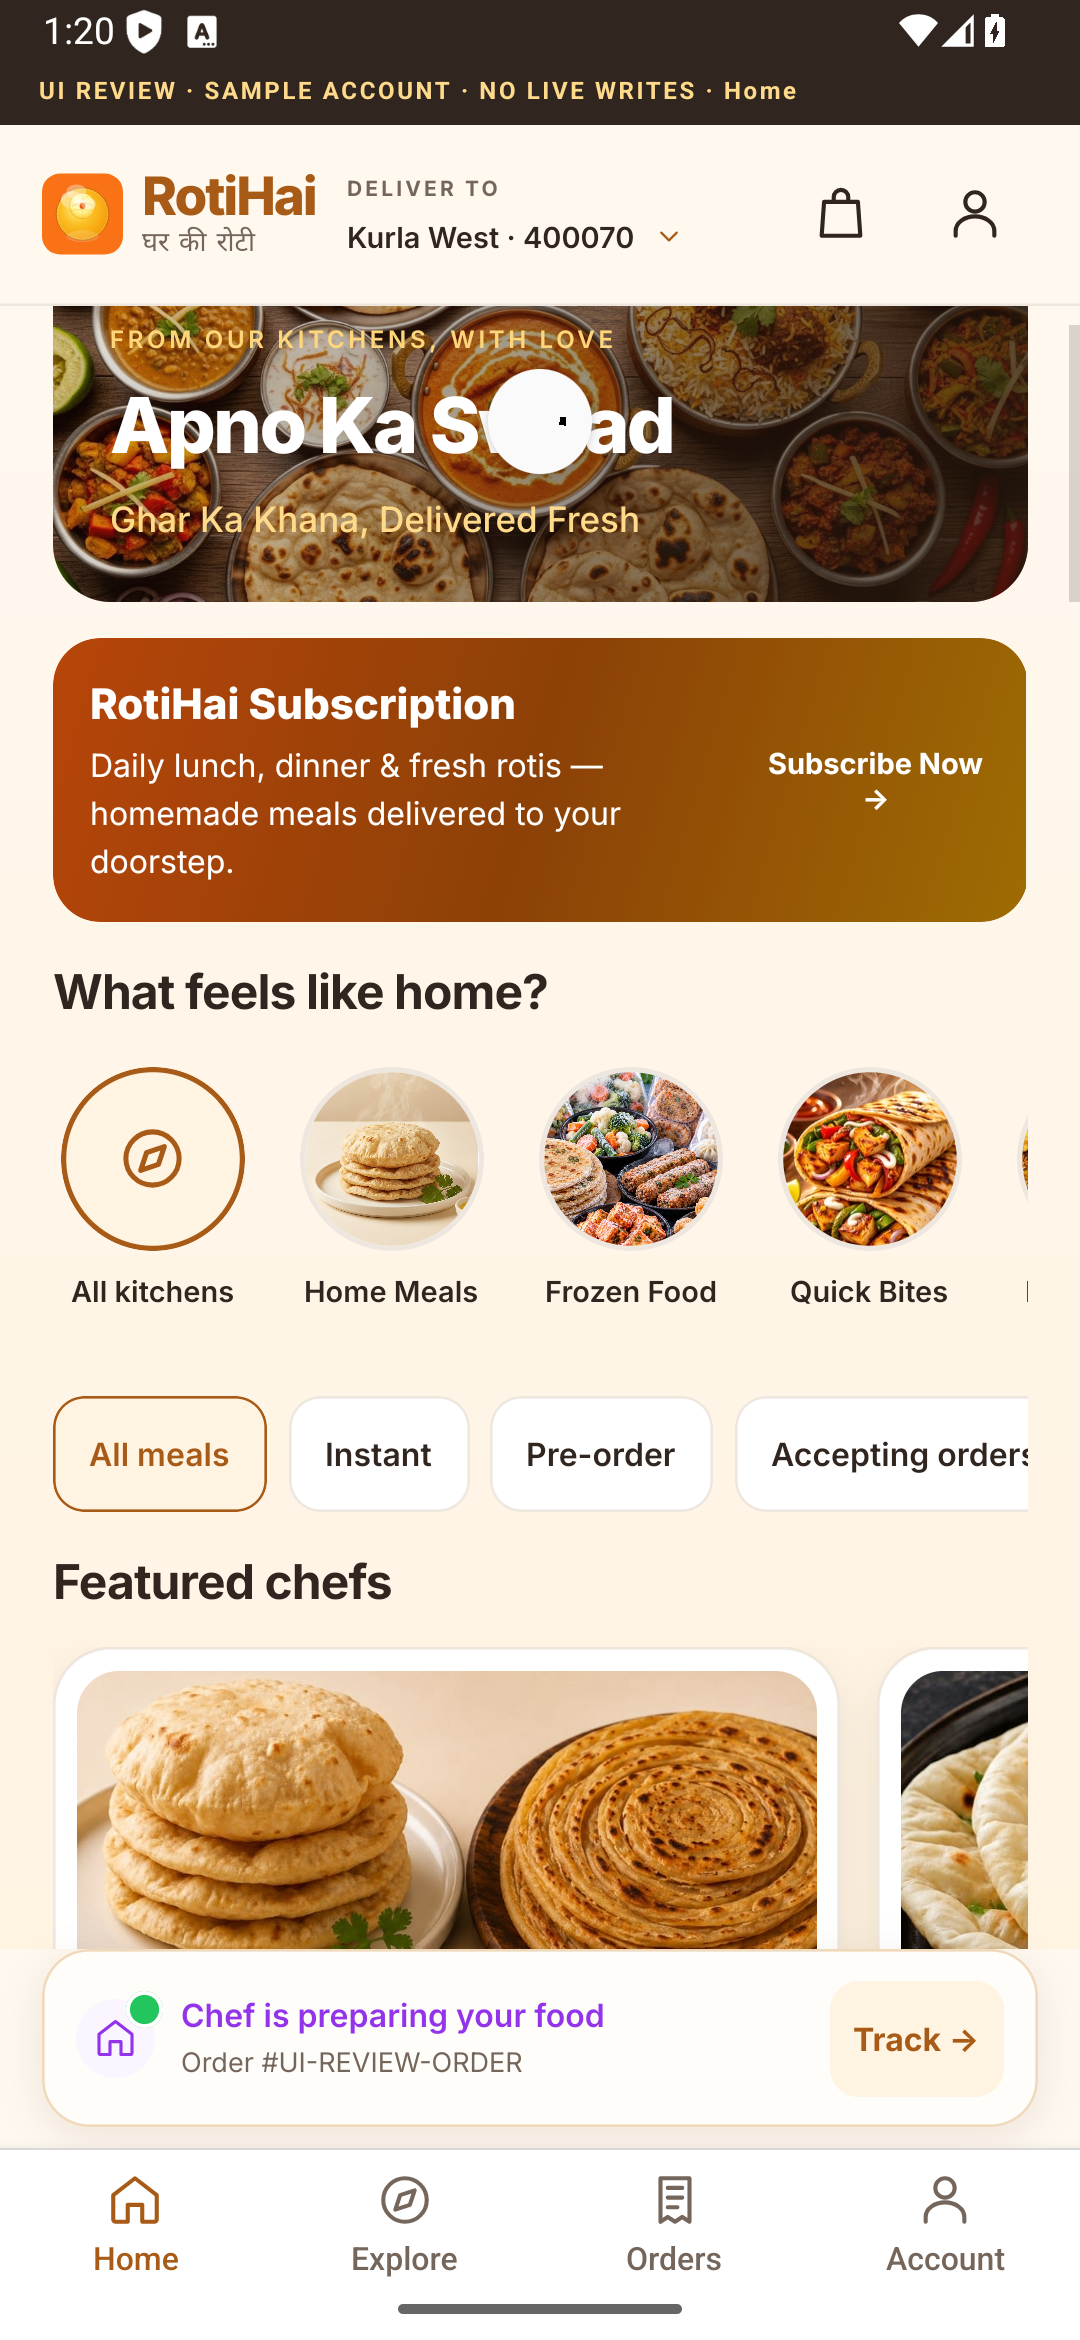 1:20
UI REVIEW · SAMPLE ACCOUNT · NO LIVE WRITES · Home
RotiHai
घर की रोटी
DELIVER TO
Kurla West · 400070
FROM OUR KITCHENS, WITH LOVE
Apno Ka
Ghar Ka Khana, Delivered Fresh
RotiHai Subscription
Daily lunch, dinner & fresh rotis —
homemade meals delivered to your
doorstep.
Subscribe Now
→
What feels like home?
All kitchens
Home Meals
Frozen Food
Quick Bites
All meals
Instant
Pre-order
Accepting orders
Featured chefs
Chef is preparing your food
Order #UI-REVIEW-ORDER
Track →
Home
Explore
Orders
Account